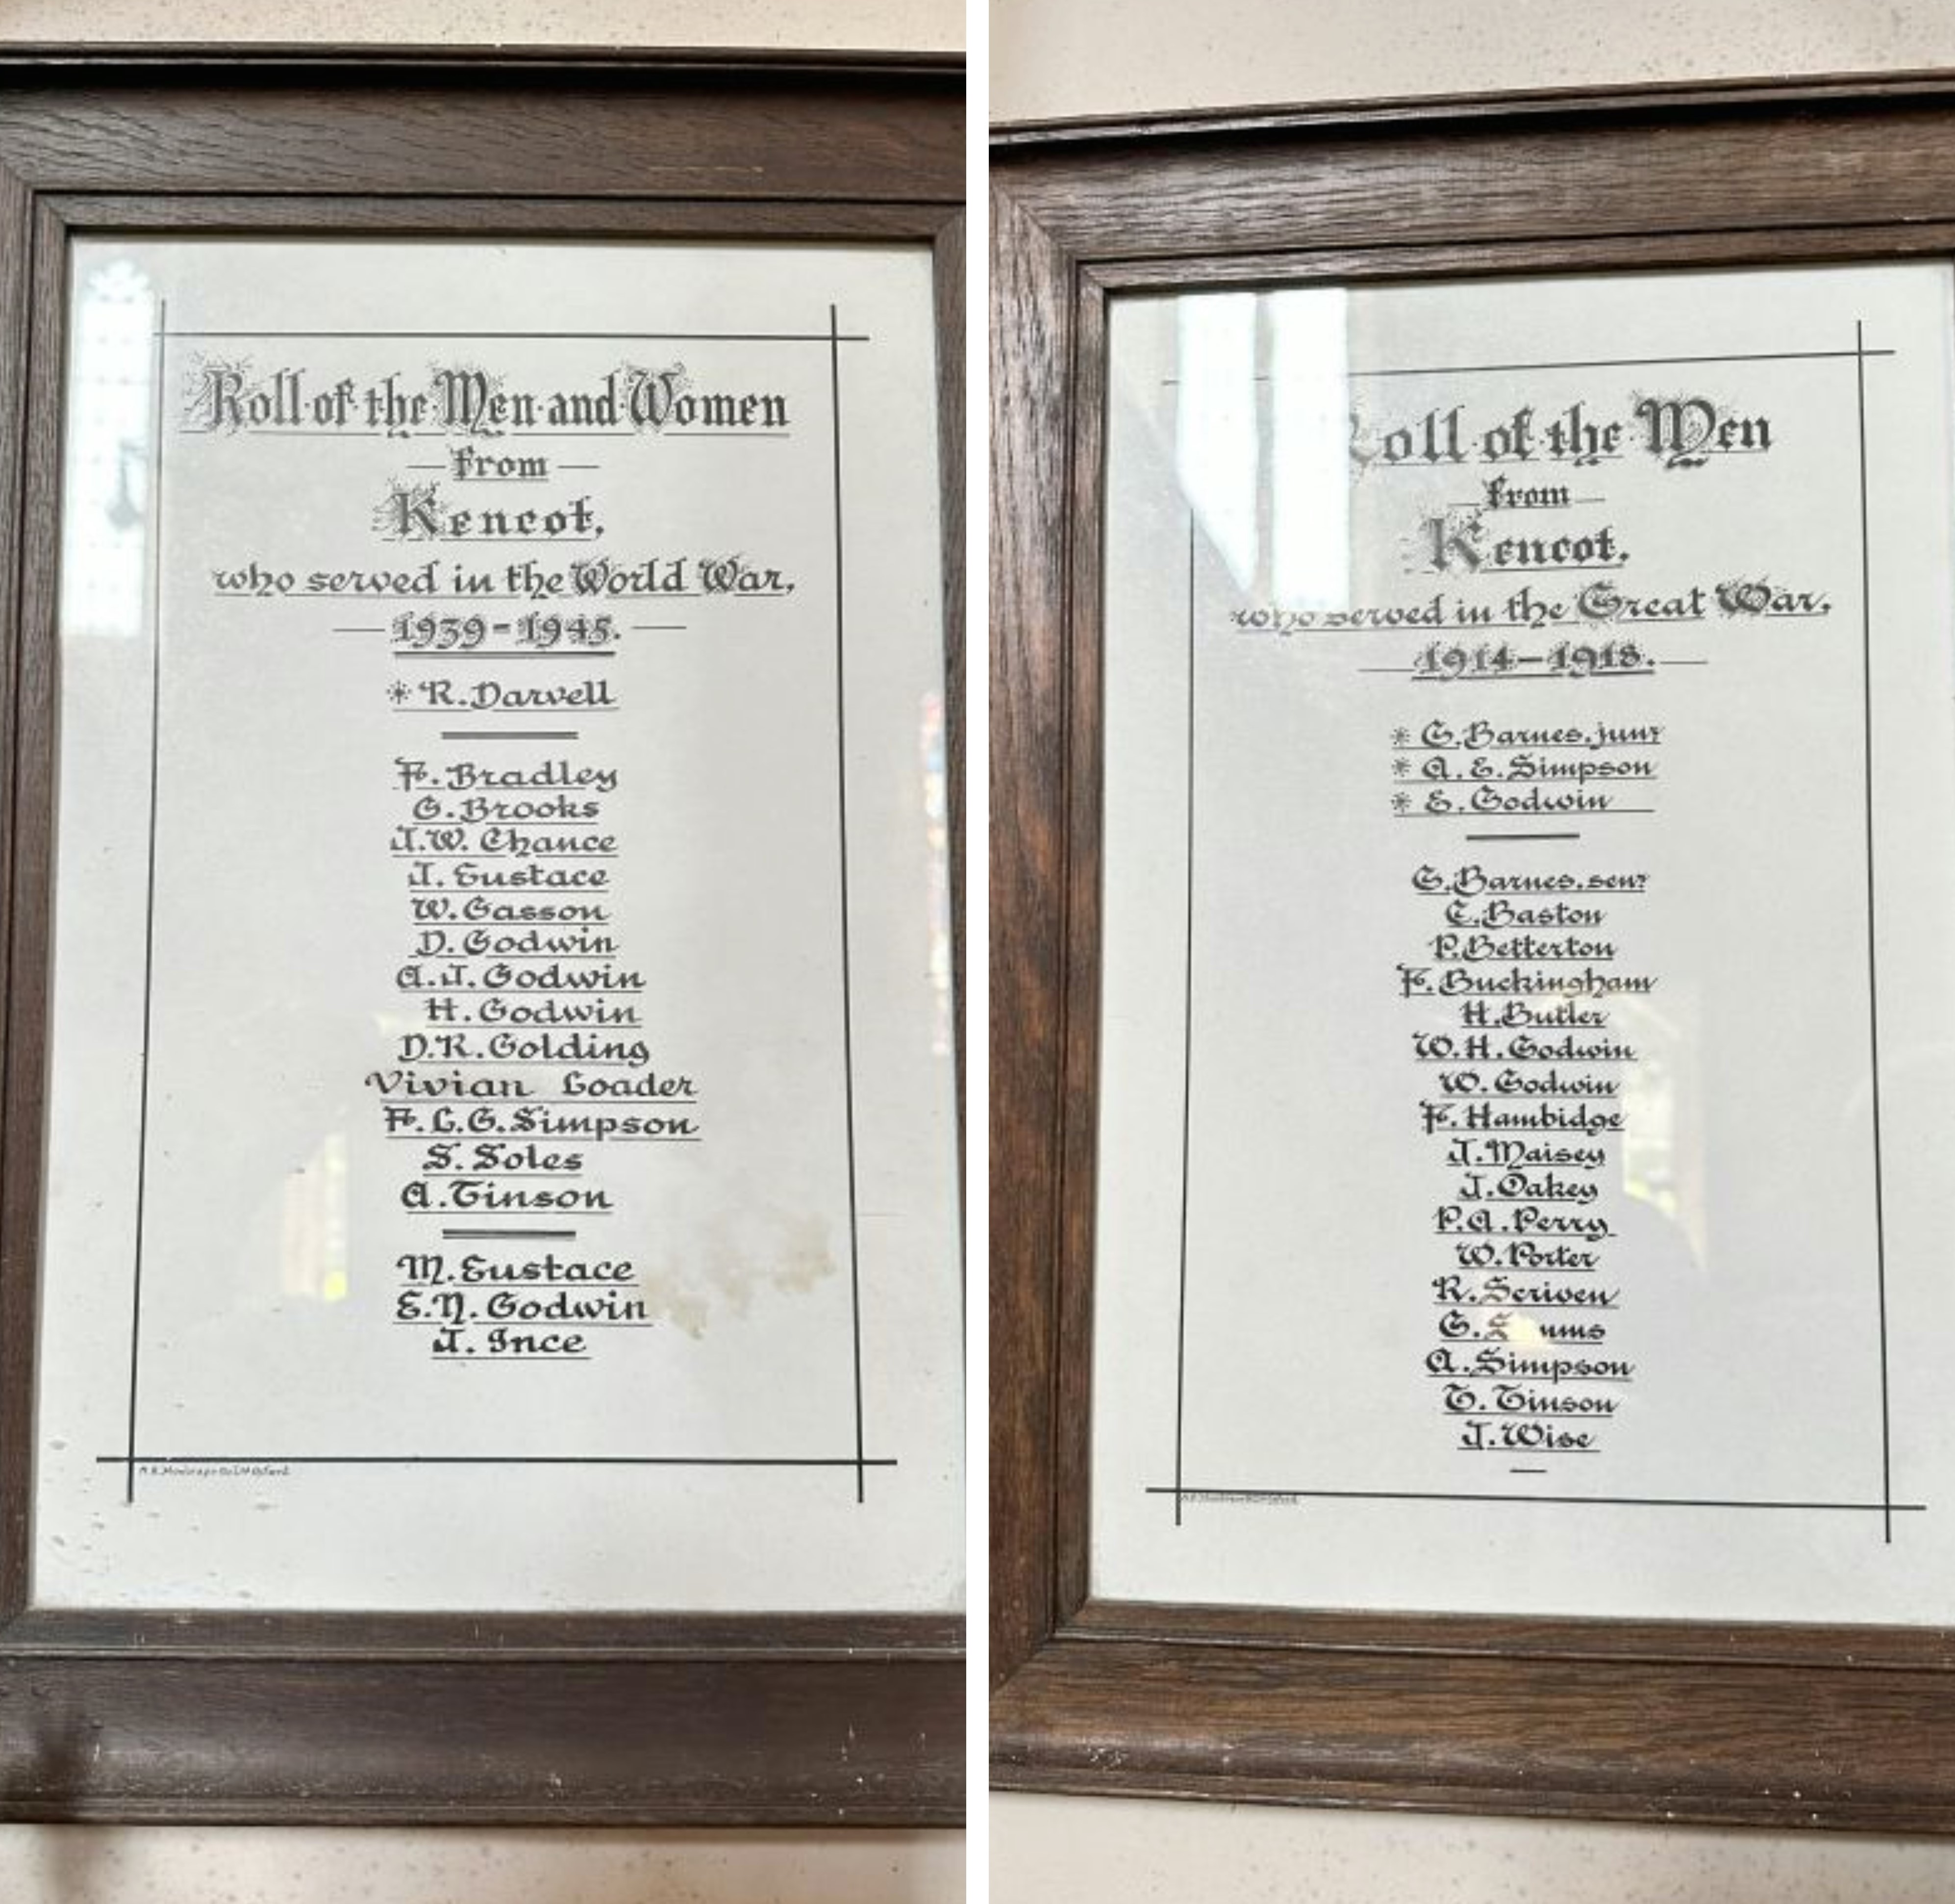 Roll of the Men and Women
From
Kencot,
who served in the World War,
1939-1945.
* R. Darvell
F. Bradley
G. Brooks
J.W. Chance
J. Eustace
W. Gasson
D. Godwin
A.J. Godwin
H. Godwin
D.R. Golding
Vivian Loader
F.L.G. Simpson
S. Soles
A. Tinson
M. Eustace
E.N. Godwin
J. Ince
Roll of the Men
From
Kencot,
who served in the Great War,
1914-1918.
* G. Barnes. junr
* A. E. Simpson
* E. Godwin
G. Barnes. senr
C. Baston
P. Betterton
F. Buckingham
H. Butler
W. H. Godwin
W. Godwin
F. Hambidge
J. Maisey
J. Oakey
P. A. Perry
W. Porter
R. Scriven
G.
A. Simpson
T. Tinson
J. Wise